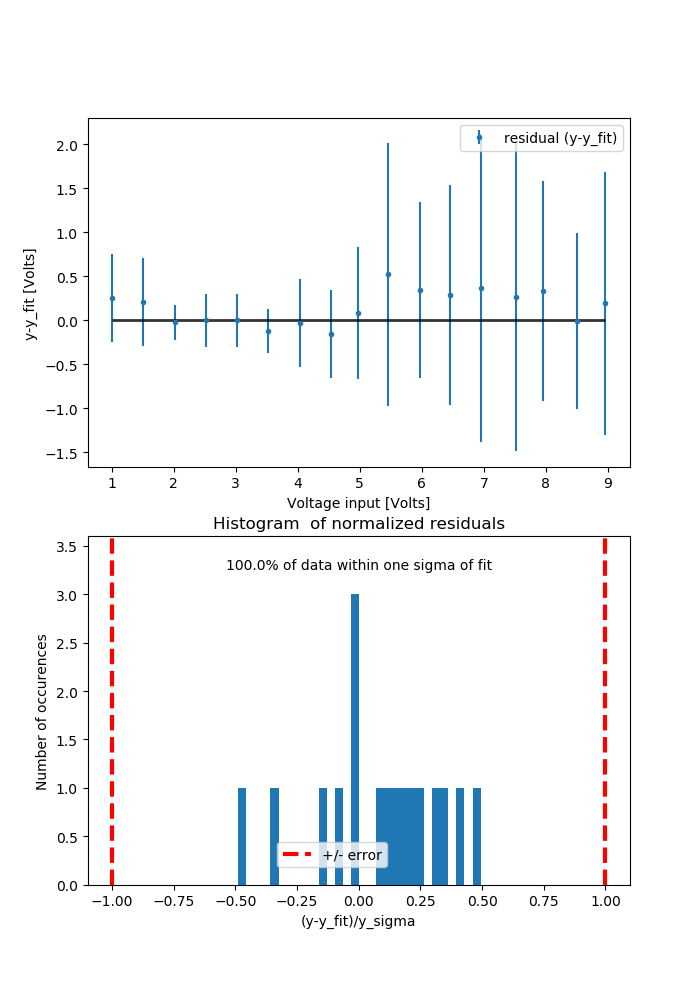 2.0
1.5
1.0
0.5
0.0
−0.5
−1.0
−1.5
y-y_fit [Volts]
residual (y-y_fit)
1 2 3 4 5 6 7 8 9
Voltage input [Volts]
Histogram  of normalized residuals
3.5
3.0
2.5
2.0
1.5
1.0
0.5
0.0
Number of occurences
100.0% of data within one sigma of fit
+/- error
−1.00 −0.75 −0.50 −0.25 0.00 0.25 0.50 0.75 1.00
(y-y_fit)/y_sigma